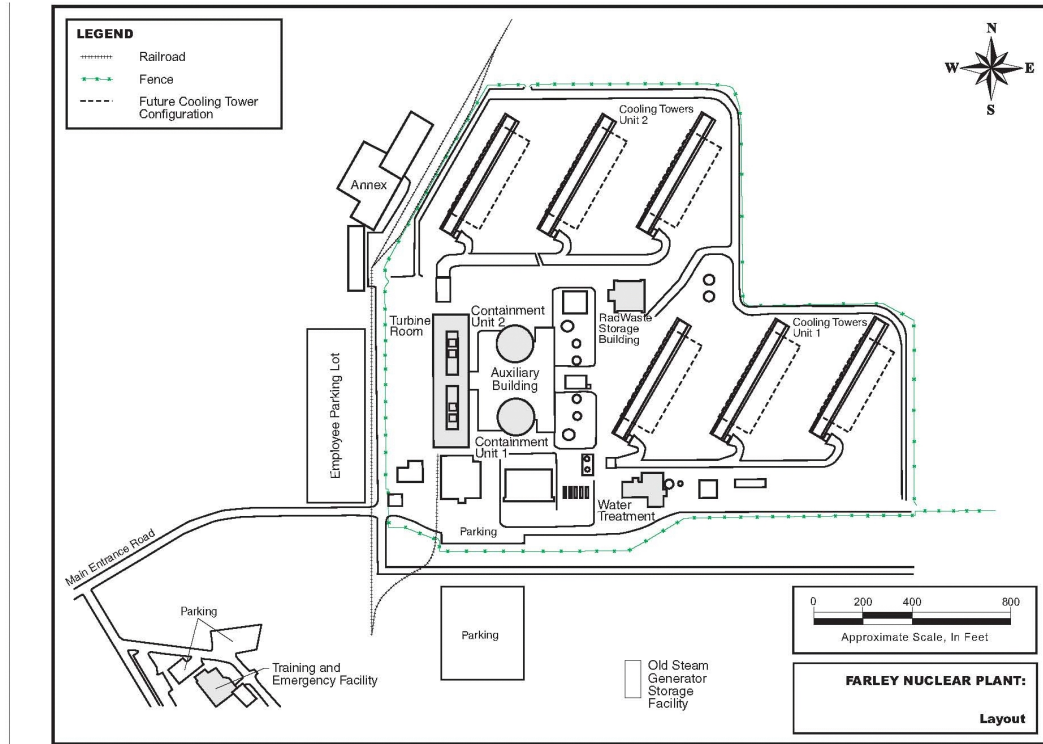 LEGEND
Railroad
Fence
Future Cooling Tower
Configuration
N
W
E
S
Cooling Towers
Unit 2
Annex
Containment
Unit 2
Turbine
Room
RadWaste
Storage
Building
Cooling Towers
Unit 1
Auxiliary
Building
Employee Parking Lot
Containment
Unit 1
Water
Treatment
Parking
Main Entrance Road
Parking
Parking
Training and
Emergency Facility
Old Steam
Generator
Storage
Facility
0 200 400 800
Approximate Scale, In Feet
FARLEY NUCLEAR PLANT:
Layout